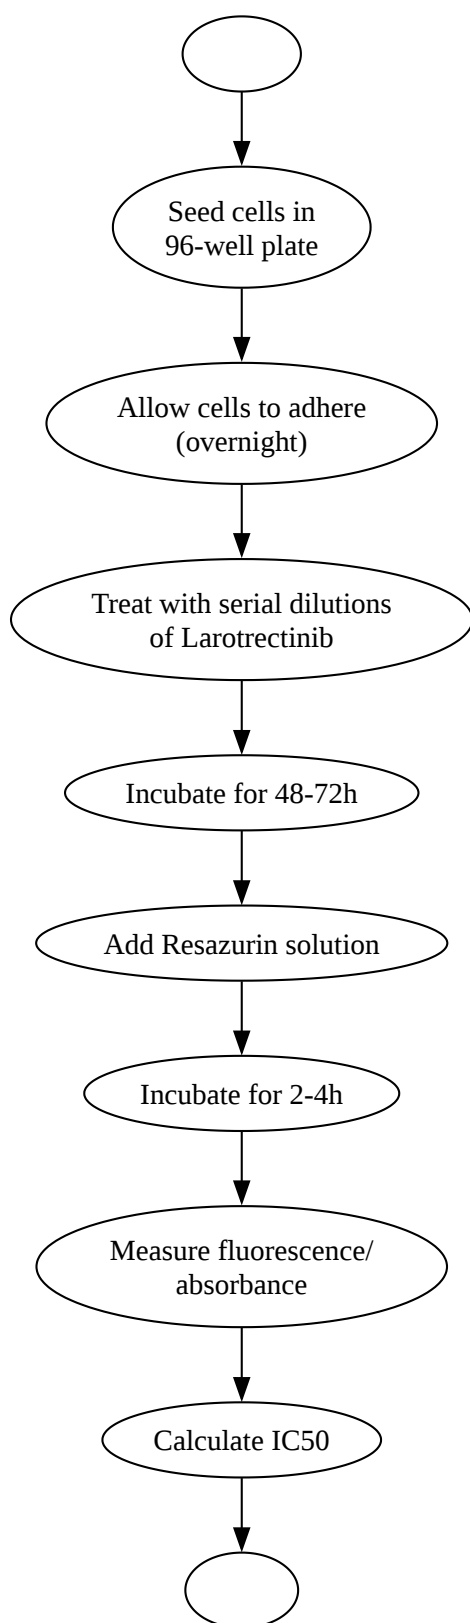 Seed cells in
96-well plate
Allow cells to adhere
(overnight)
Treat with serial dilutions
of Larotrectinib
Incubate for 48-72h
Add Resazurin solution
Incubate for 2-4h
Measure fluorescence/
absorbance
Calculate IC50